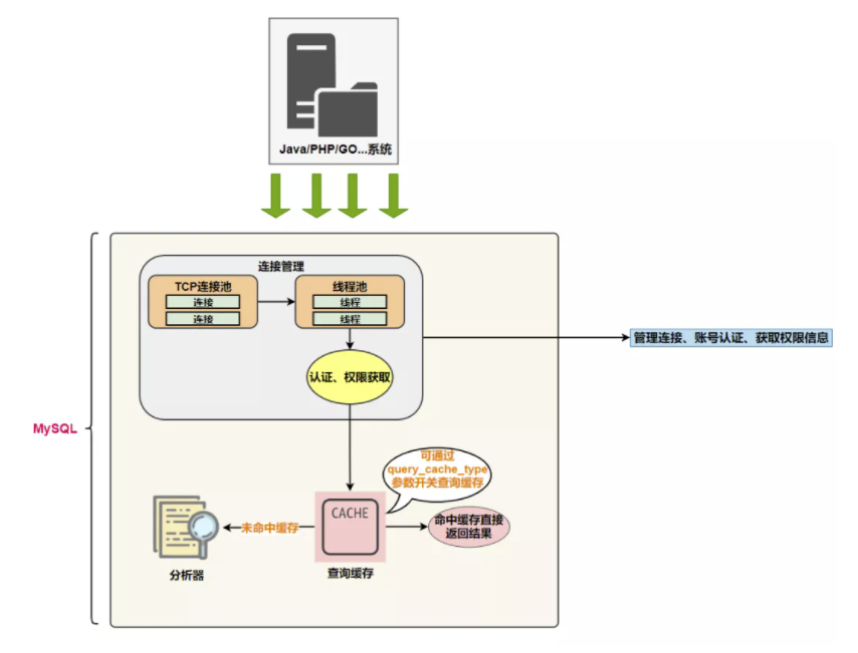 Java/PHP/GO...系统
连接管理
TCP连接池
连接
连接
线程池
线程
线程
管理连接、账号认证、获取权限信息
认证、权限获取
MySQL
可通过
query_cache_type
参数开关查询缓存
CACHE
未命中缓存
命中缓存直接
返回结果
分析器
查询缓存